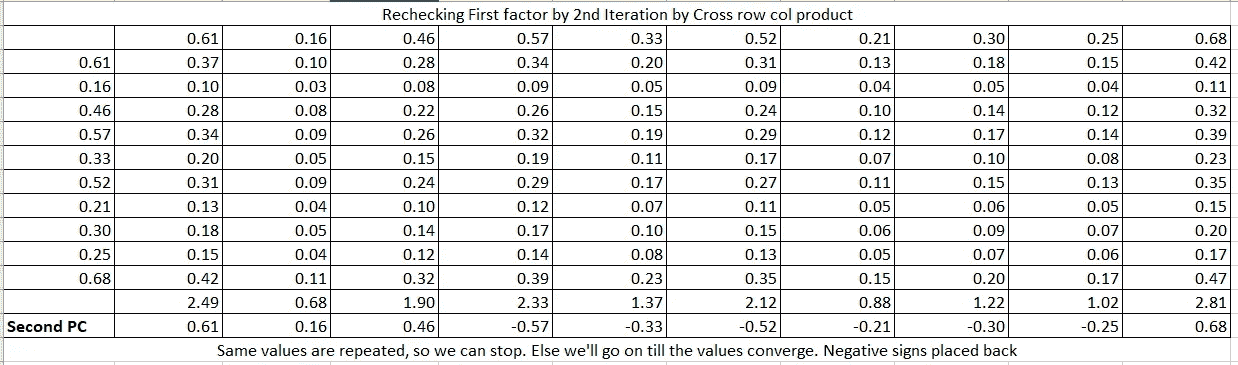 Rechecking First factor by 2nd Iteration by Cross row col product
0.61 0.16 0.46 0.57 0.33 0.52 0.21 0.30 0.25 0.68
0.61 0.37 0.10 0.28 0.34 0.20 0.31 0.13 0.18 0.15 0.42
0.16 0.10 0.03 0.08 0.09 0.05 0.09 0.04 0.05 0.04 0.11
0.46 0.28 0.08 0.22 0.26 0.15 0.24 0.10 0.14 0.12 0.32
0.57 0.34 0.09 0.26 0.32 0.19 0.29 0.12 0.17 0.14 0.39
0.33 0.20 0.05 0.15 0.19 0.11 0.17 0.07 0.10 0.08 0.23
0.52 0.31 0.09 0.24 0.29 0.17 0.27 0.11 0.15 0.13 0.35
0.21 0.13 0.04 0.10 0.12 0.07 0.11 0.05 0.06 0.05 0.15
0.30 0.18 0.05 0.14 0.17 0.10 0.15 0.06 0.09 0.07 0.20
0.25 0.15 0.04 0.12 0.14 0.08 0.13 0.05 0.07 0.06 0.17
0.68 0.42 0.11 0.32 0.39 0.23 0.35 0.15 0.20 0.17 0.47
2.49 0.68 1.90 2.33 1.37 2.12 0.88 1.22 1.02 2.81
Second PC 0.61 0.16 0.46 -0.57 -0.33 -0.52 -0.21 -0.30 -0.25 0.68
Same values are repeated, so we can stop. Else we'll go on till the values converge. Negative signs placed back